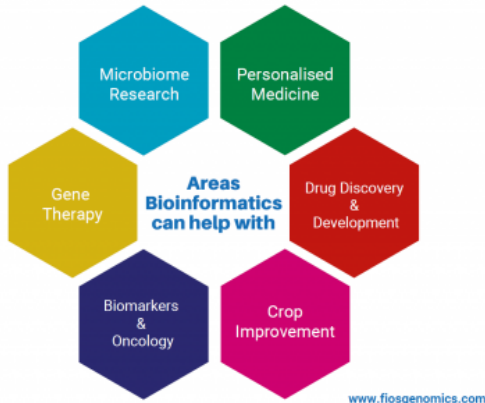 Microbiome
Research
Personalised
Medicine
Gene
Therapy
Areas
Bioinformatics
can help with
Drug Discovery
&
Development
Biomarkers
&
Oncology
Crop
Improvement
www.fiosgenomics.com